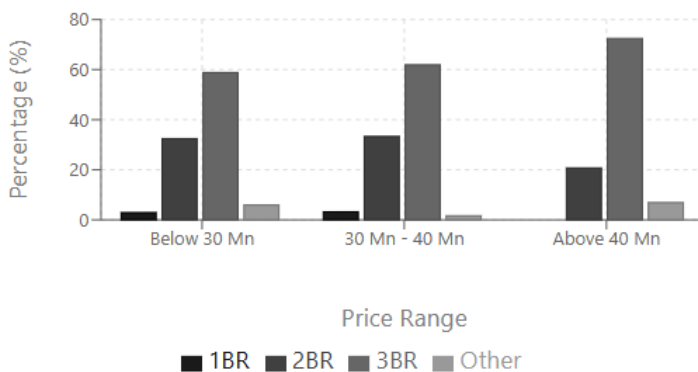 Percentage (%)
80
60
40
20
0
Below 30 Mn
30 Mn - 40 Mn
Above 40 Mn
Price Range
1BR 2BR 3BR Other